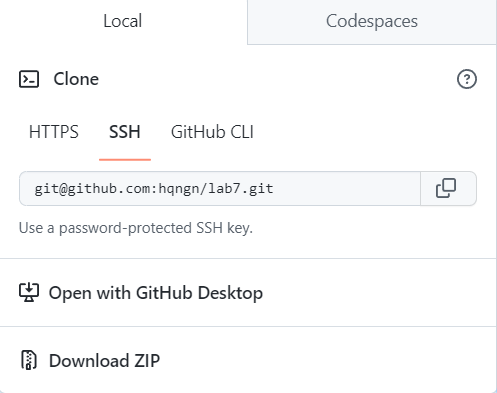 Local Codespaces
Clone
HTTPS SSH GitHub CLI
git@github.com:hqngn/lab7.git
Use a password-protected SSH key.
Open with GitHub Desktop
Download ZIP